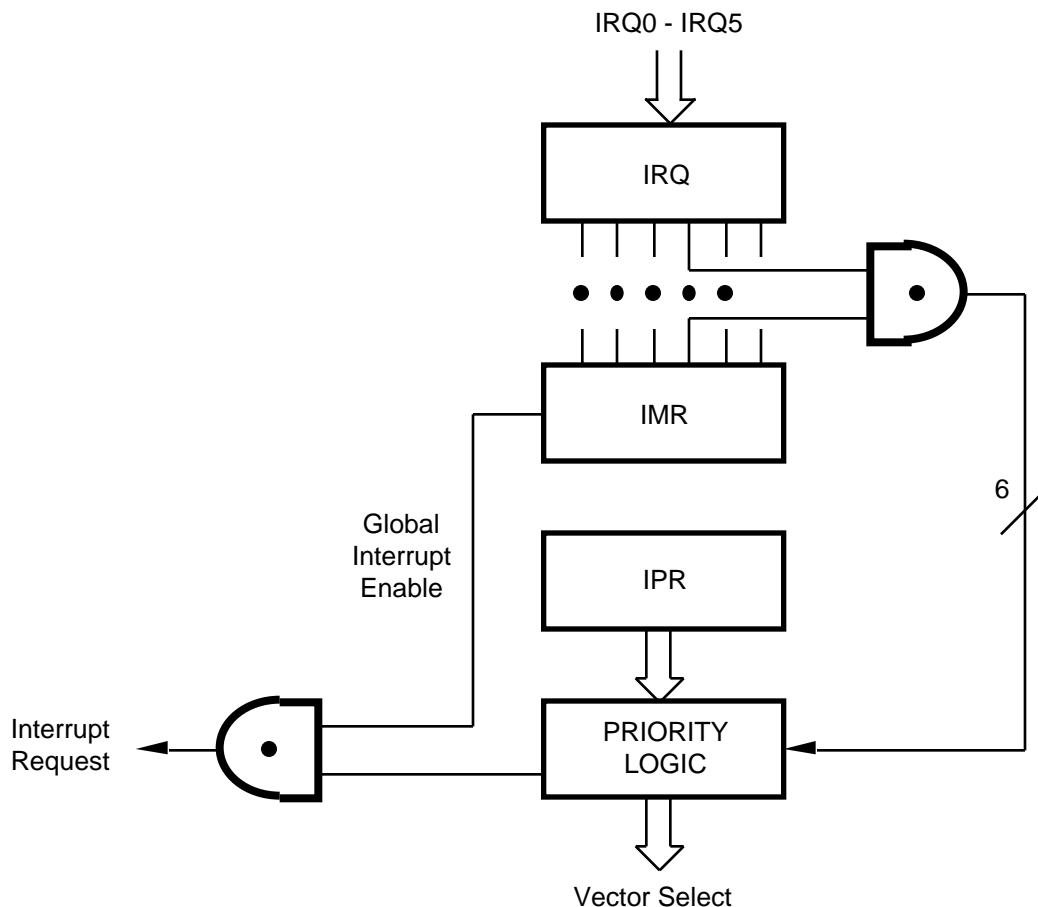 IRQ0 - IRQ5
IRQ
IMR
Global
Interrupt
Enable
6
IPR
Interrupt
Request
PRIORITY
LOGIC
Vector Select